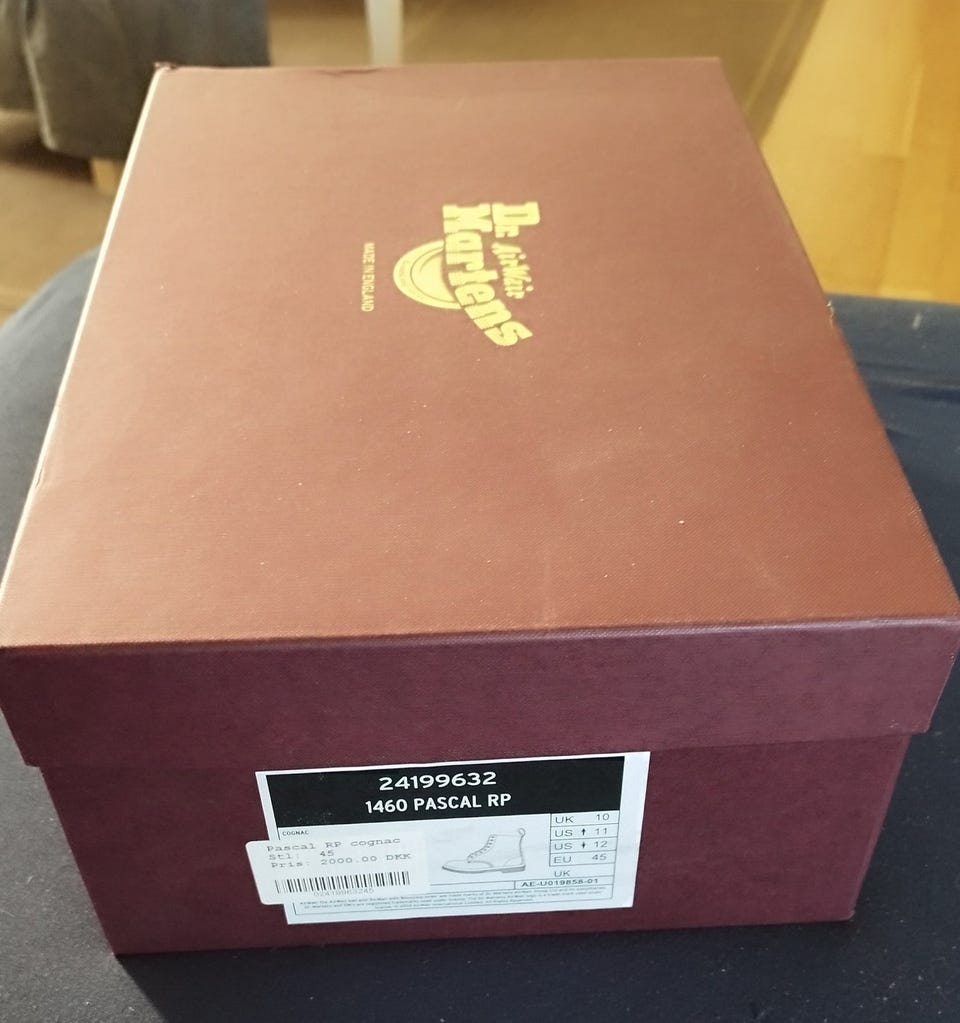 Dr. AirWair
Martens
MADE IN ENGLAND
24199632
1460 PASCAL RP
COGNAC
UK 10
US 11
US 12
EU 45
UK
AE-U019858-01
Pascal RP cognac
Stl: 45
Pris: 2000.00 DKK
02419963245